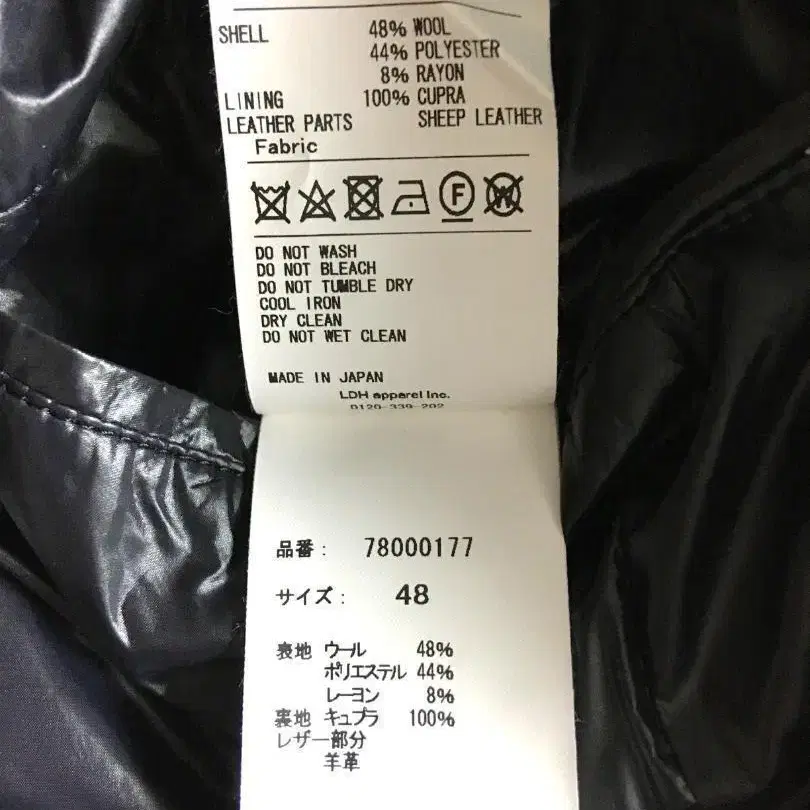 SHELL 48% WOOL
44% POLYESTER
8% RAYON
LINING 100% CUPRA
LEATHER PARTS SHEEP LEATHER
Fabric
F
W
DO NOT WASH
DO NOT BLEACH
DO NOT TUMBLE DRY
COOL IRON
DRY CLEAN
DO NOT WET CLEAN
MADE IN JAPAN
LDH apparel Inc.
0120-339-202
品番: 78000177
サイズ: 48
表地 ウール 48%
ポリエステル 44%
レーヨン 8%
裏地 キュプラ 100%
レザー部分
羊革